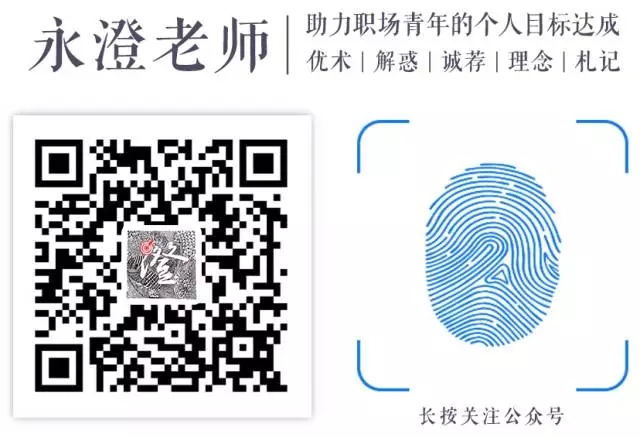 永澄老师
助力职场青年的个人目标达成
优术 | 解惑 | 诚荐 | 理念 | 札记
澄
长按关注公众号